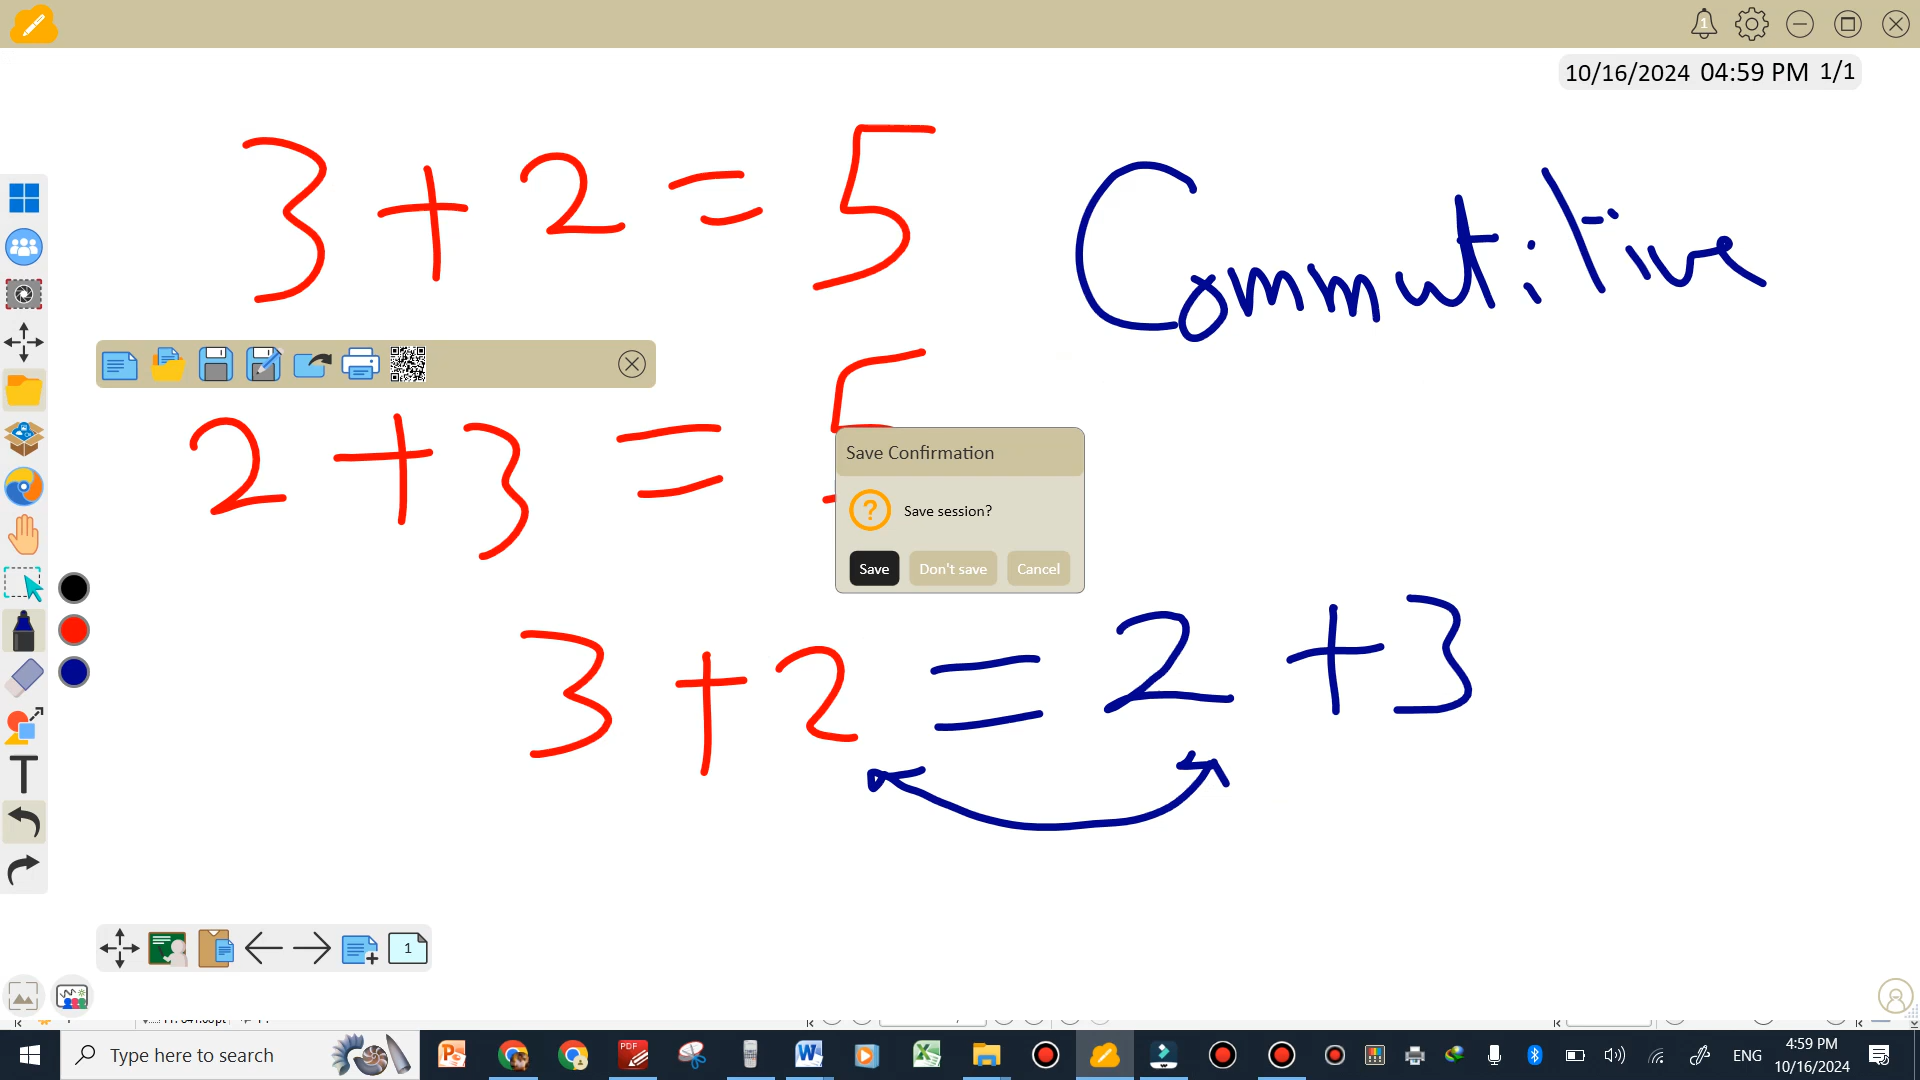 10/16/2024 04:59 PM 1/1
3 + 2 = 5
Commutitive
2 + 3 = 5
Save Confirmation
?
Save session?
Save Don't save Cancel
3 + 2 = 2 + 3
T
1
Type here to search
ENG
4:59 PM
10/16/2024